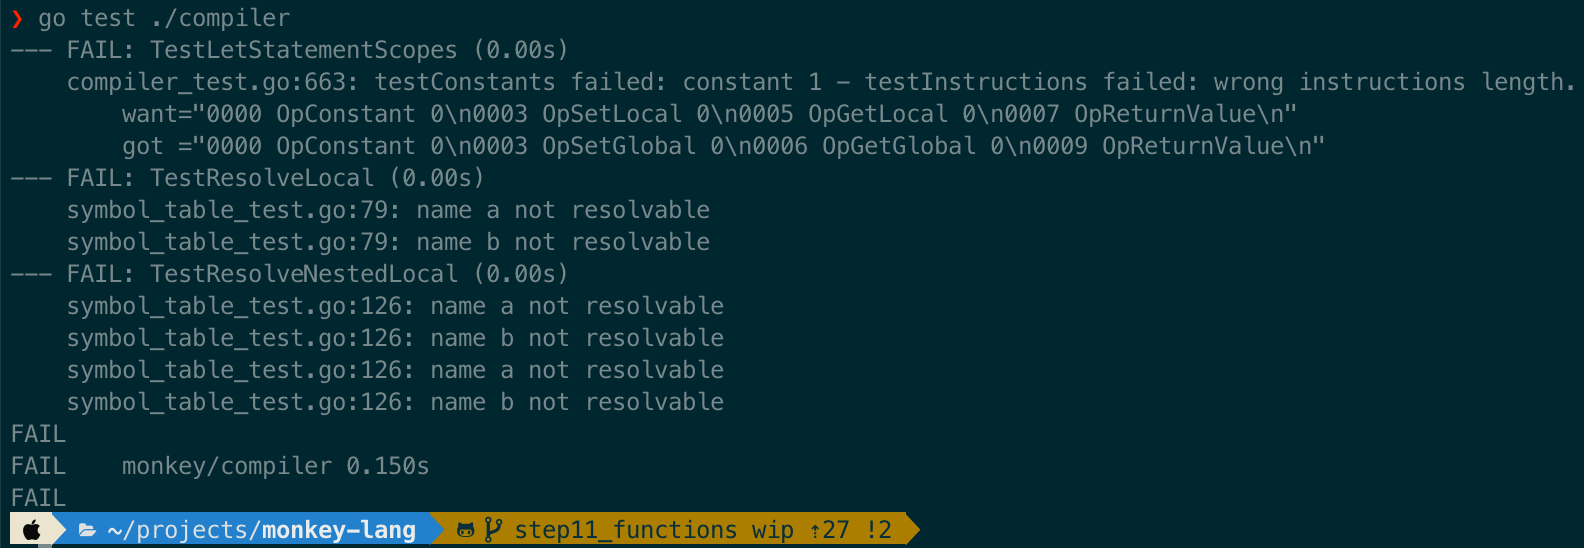 ❯ go test ./compiler
--- FAIL: TestLetStatementScopes (0.00s)
    compiler_test.go:663: testConstants failed: constant 1 - testInstructions failed: wrong instructions length.
        want="0000 OpConstant 0\n0003 OpSetLocal 0\n0005 OpGetLocal 0\n0007 OpReturnValue\n"
        got ="0000 OpConstant 0\n0003 OpSetGlobal 0\n0006 OpGetGlobal 0\n0009 OpReturnValue\n"
--- FAIL: TestResolveLocal (0.00s)
    symbol_table_test.go:79: name a not resolvable
    symbol_table_test.go:79: name b not resolvable
--- FAIL: TestResolveNestedLocal (0.00s)
    symbol_table_test.go:126: name a not resolvable
    symbol_table_test.go:126: name b not resolvable
    symbol_table_test.go:126: name a not resolvable
    symbol_table_test.go:126: name b not resolvable
FAIL
FAIL    monkey/compiler 0.150s
FAIL
~/projects/monkey-lang step11_functions wip ⇡27 !2